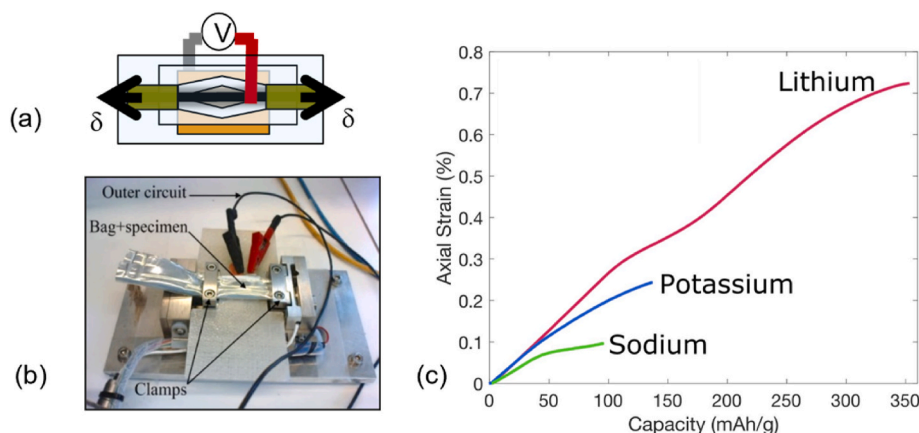 (a)
V
δ
δ
(b)
Outer circuit
Bag+specimen
Clamps
(c)
Axial Strain (%)
0.8
0.7
0.6
0.5
0.4
0.3
0.2
0.1
0
Lithium
Potassium
Sodium
0 50 100 150 200 250 300 350
Capacity (mAh/g)